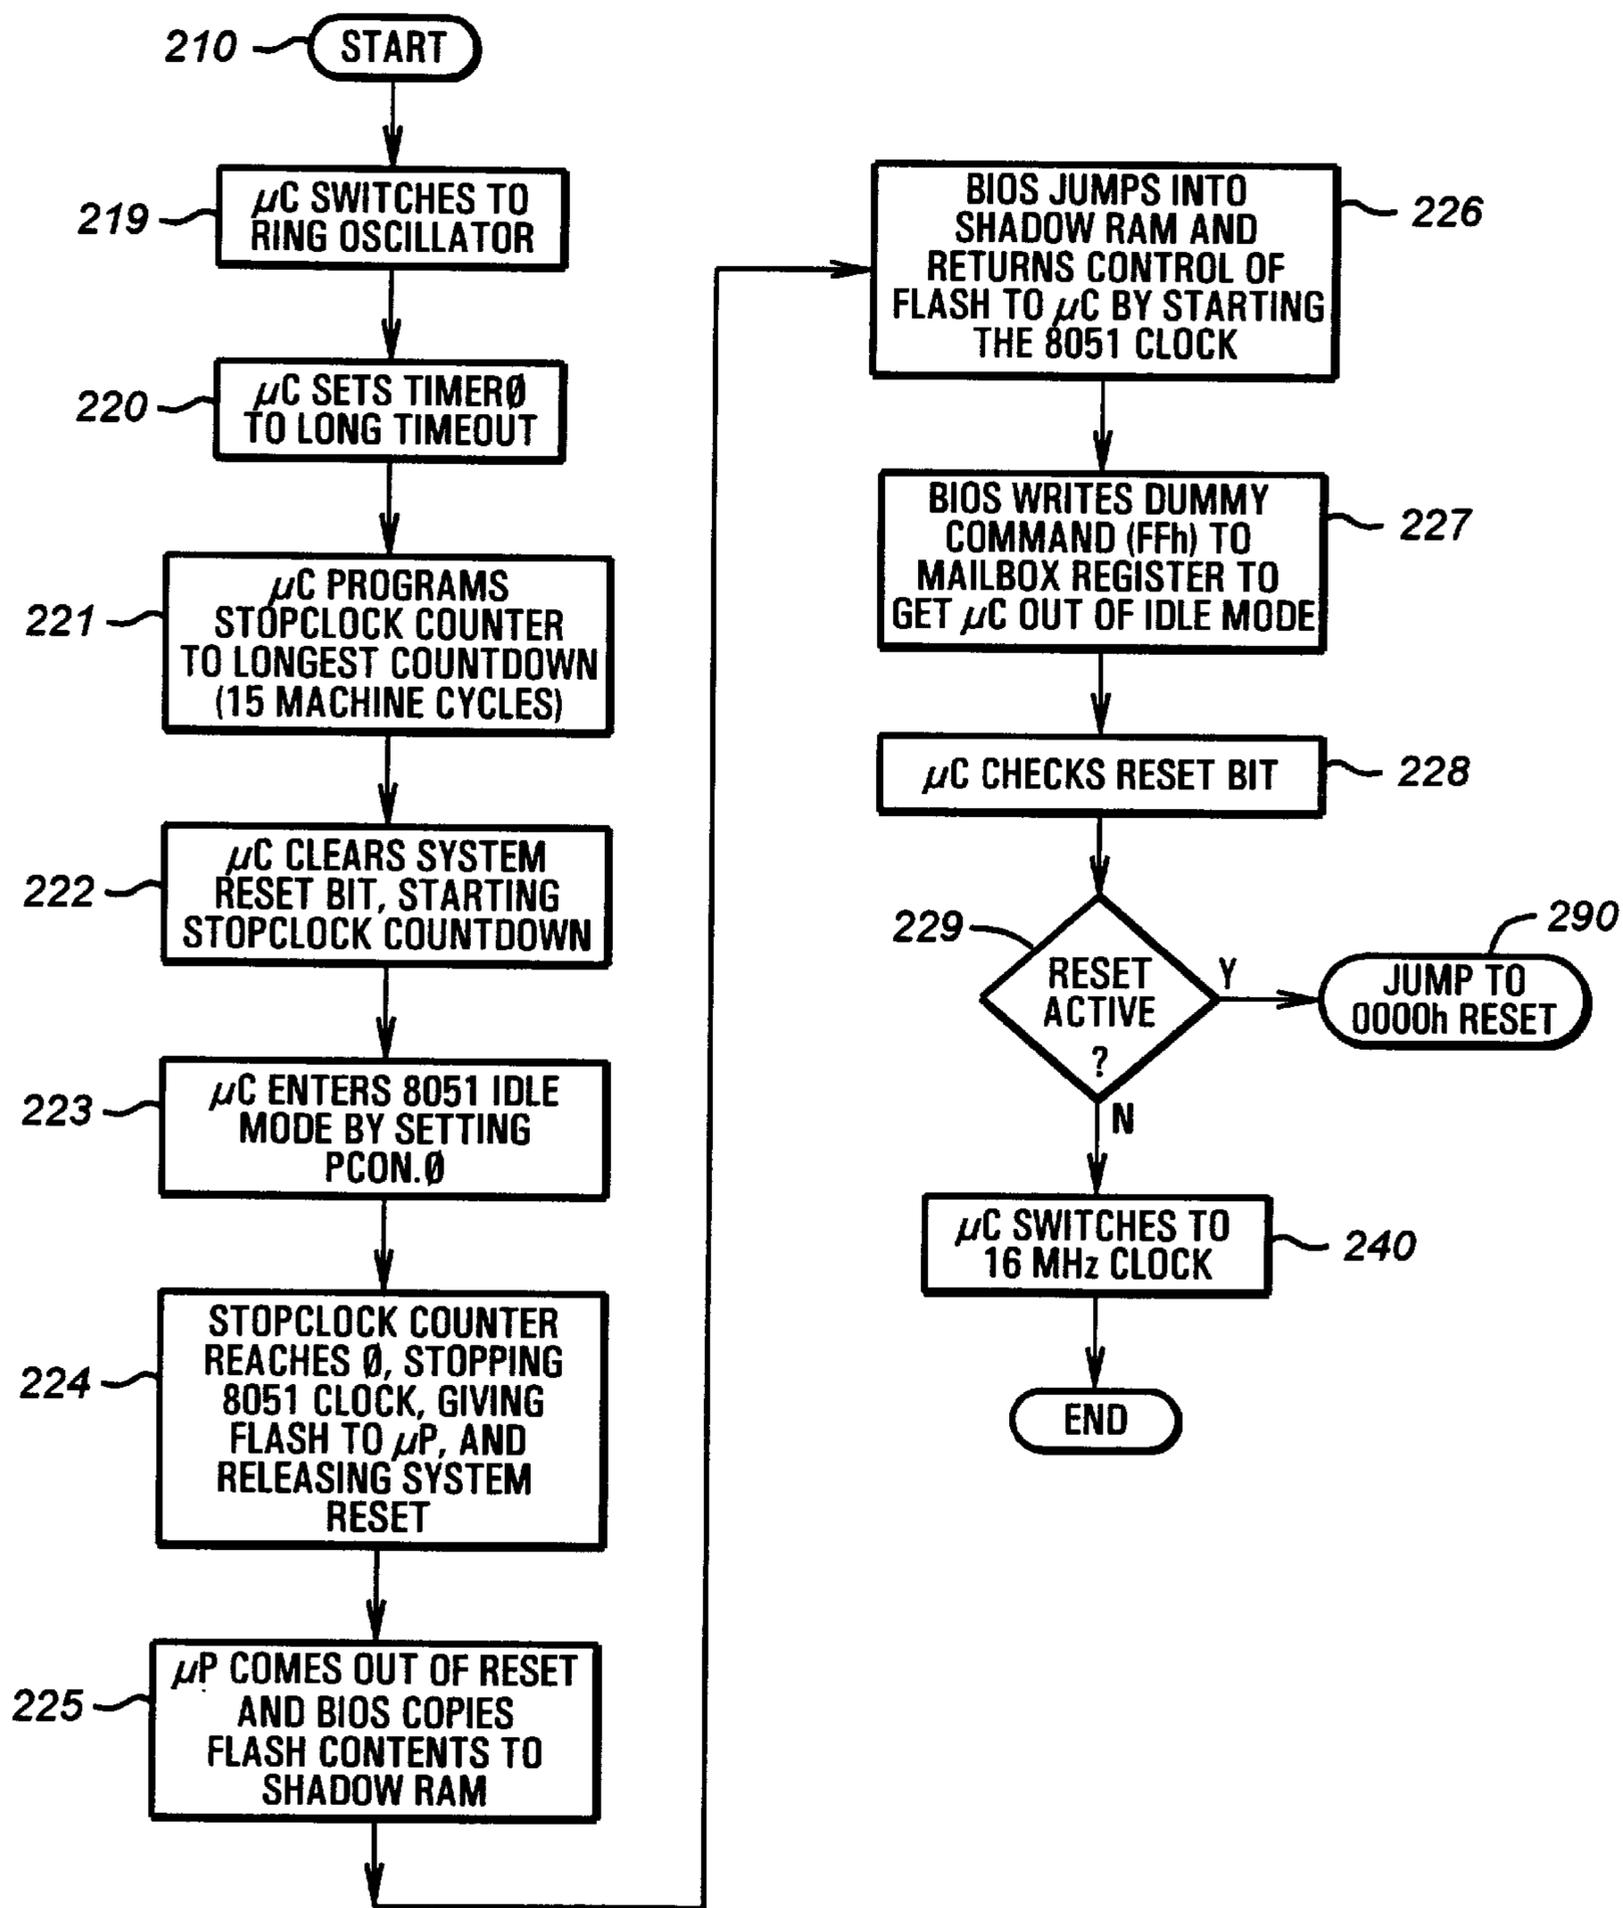 210
START
219
µC SWITCHES TO
RING OSCILLATOR
220
µC SETS TIMERØ
TO LONG TIMEOUT
221
µC PROGRAMS
STOPCLOCK COUNTER
TO LONGEST COUNTDOWN
(15 MACHINE CYCLES)
222
µC CLEARS SYSTEM
RESET BIT, STARTING
STOPCLOCK COUNTDOWN
223
µC ENTERS 8051 IDLE
MODE BY SETTING
PCON.Ø
224
STOPCLOCK COUNTER
REACHES Ø, STOPPING
8051 CLOCK, GIVING
FLASH TO µP, AND
RELEASING SYSTEM
RESET
225
µP COMES OUT OF RESET
AND BIOS COPIES
FLASH CONTENTS TO
SHADOW RAM
226
BIOS JUMPS INTO
SHADOW RAM AND
RETURNS CONTROL OF
FLASH TO µC BY STARTING
THE 8051 CLOCK
227
BIOS WRITES DUMMY
COMMAND (FFh) TO
MAILBOX REGISTER TO
GET µC OUT OF IDLE MODE
228
µC CHECKS RESET BIT
229
RESET
ACTIVE
?
Y
290
JUMP TO
0000h RESET
N
240
µC SWITCHES TO
16 MHz CLOCK
END